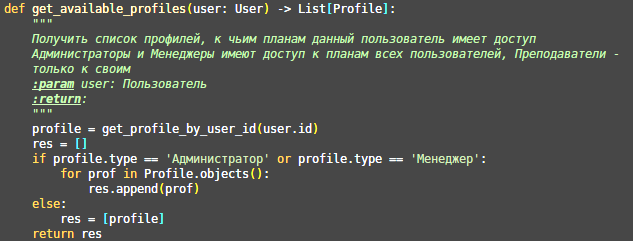 def get_available_profiles(user: User) -> List[Profile]:
    """
    Получить список профилей, к чьим планам данный пользователь имеет доступ
    Администраторы и Менеджеры имеют доступ к планам всех пользователей, Преподаватели -
    только к своим
    :param user: Пользователь
    :return:
    """
    profile = get_profile_by_user_id(user.id)
    res = []
    if profile.type == 'Администратор' or profile.type == 'Менеджер':
        for prof in Profile.objects():
            res.append(prof)
    else:
        res = [profile]
    return res